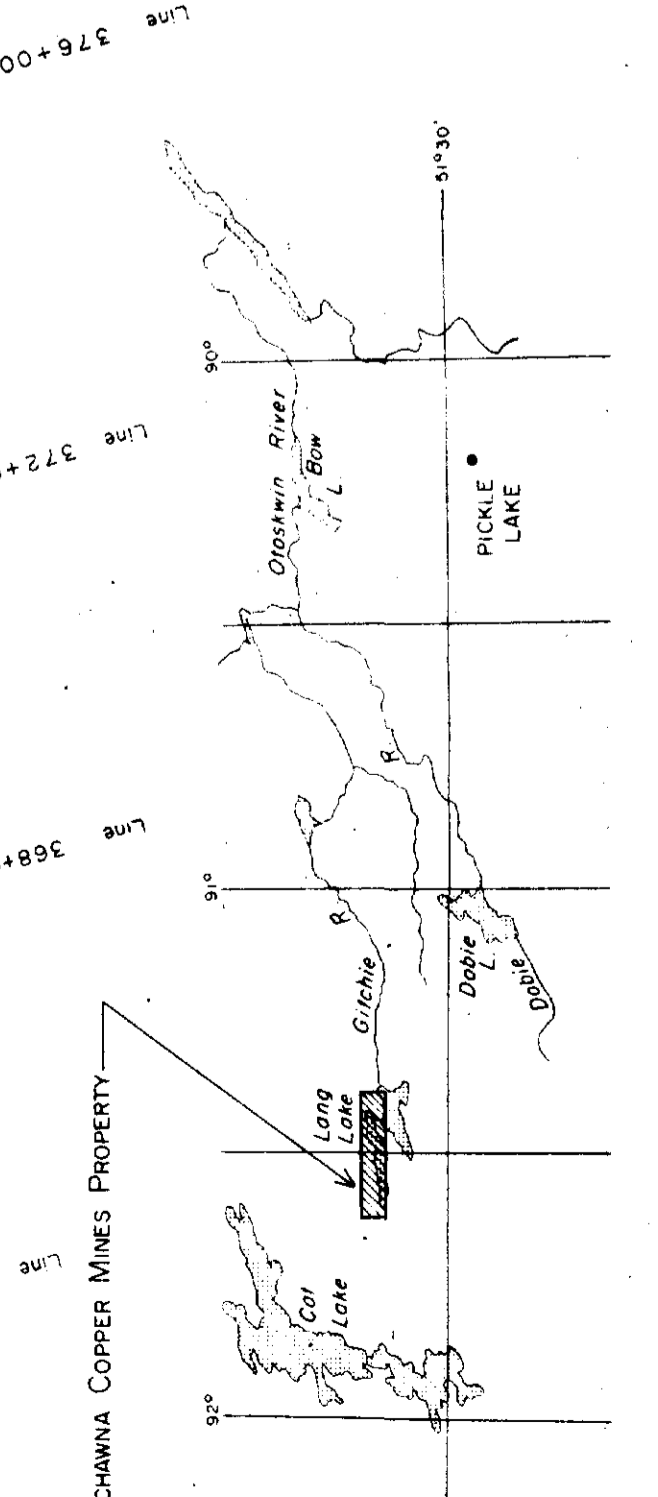 Line 376+00
Line 372+
Line 368+
Line
CHAWNA COPPER MINES PROPERTY
92°
91°
90°
51°30'
Cat
Lake
Lang
Lake
Gitchie
R
Dobie
L.
Dobie
R
Otoskwin River
Bow
L.
PICKLE
LAKE